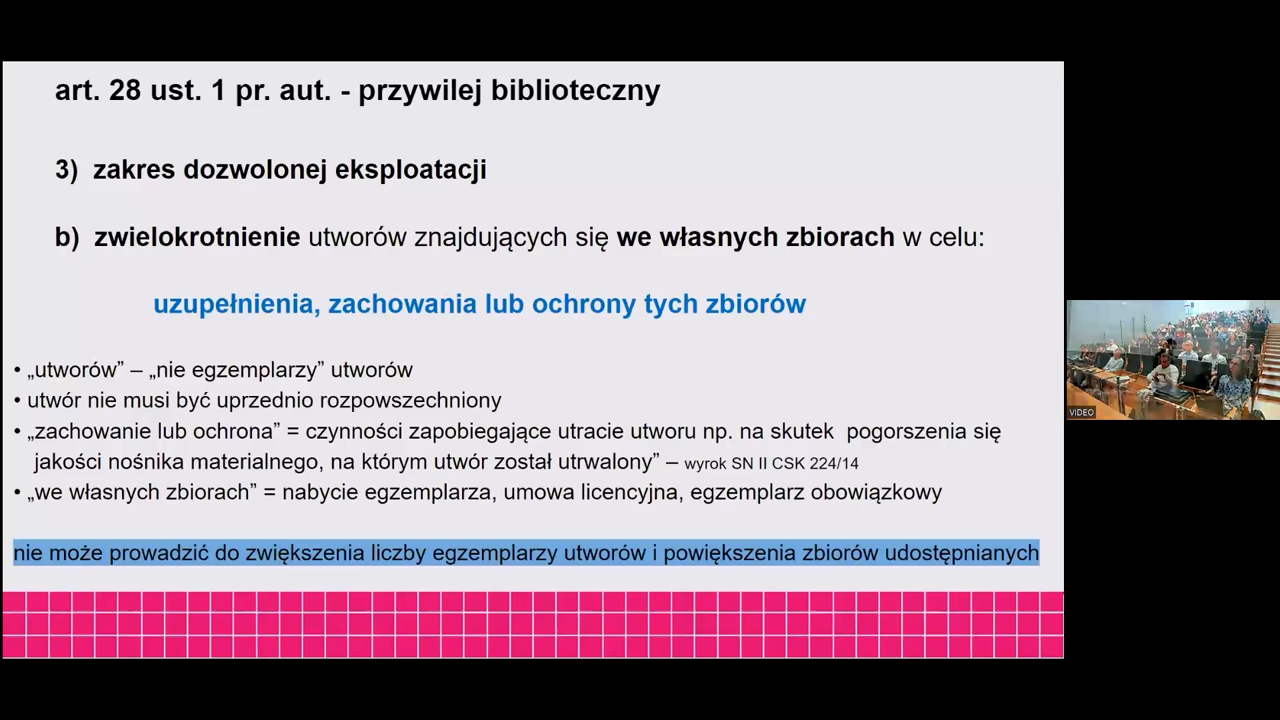 art. 28 ust. 1 pr. aut. - przywilej biblioteczny
3) zakres dozwolonej eksploatacji
b) zwielokrotnienie utworów znajdujących się we własnych zbiorach w celu:
uzupełnienia, zachowania lub ochrony tych zbiorów
• „utworów” – „nie egzemplarzy” utworów
• utwór nie musi być uprzednio rozpowszechniony
• „zachowanie lub ochrona” = czynności zapobiegające utracie utworu np. na skutek pogorszenia się
jakości nośnika materialnego, na którym utwór został utrwalony” – wyrok SN II CSK 224/14
• „we własnych zbiorach” = nabycie egzemplarza, umowa licencyjna, egzemplarz obowiązkowy
nie może prowadzić do zwiększenia liczby egzemplarzy utworów i powiększenia zbiorów udostępnianych
VIDEO